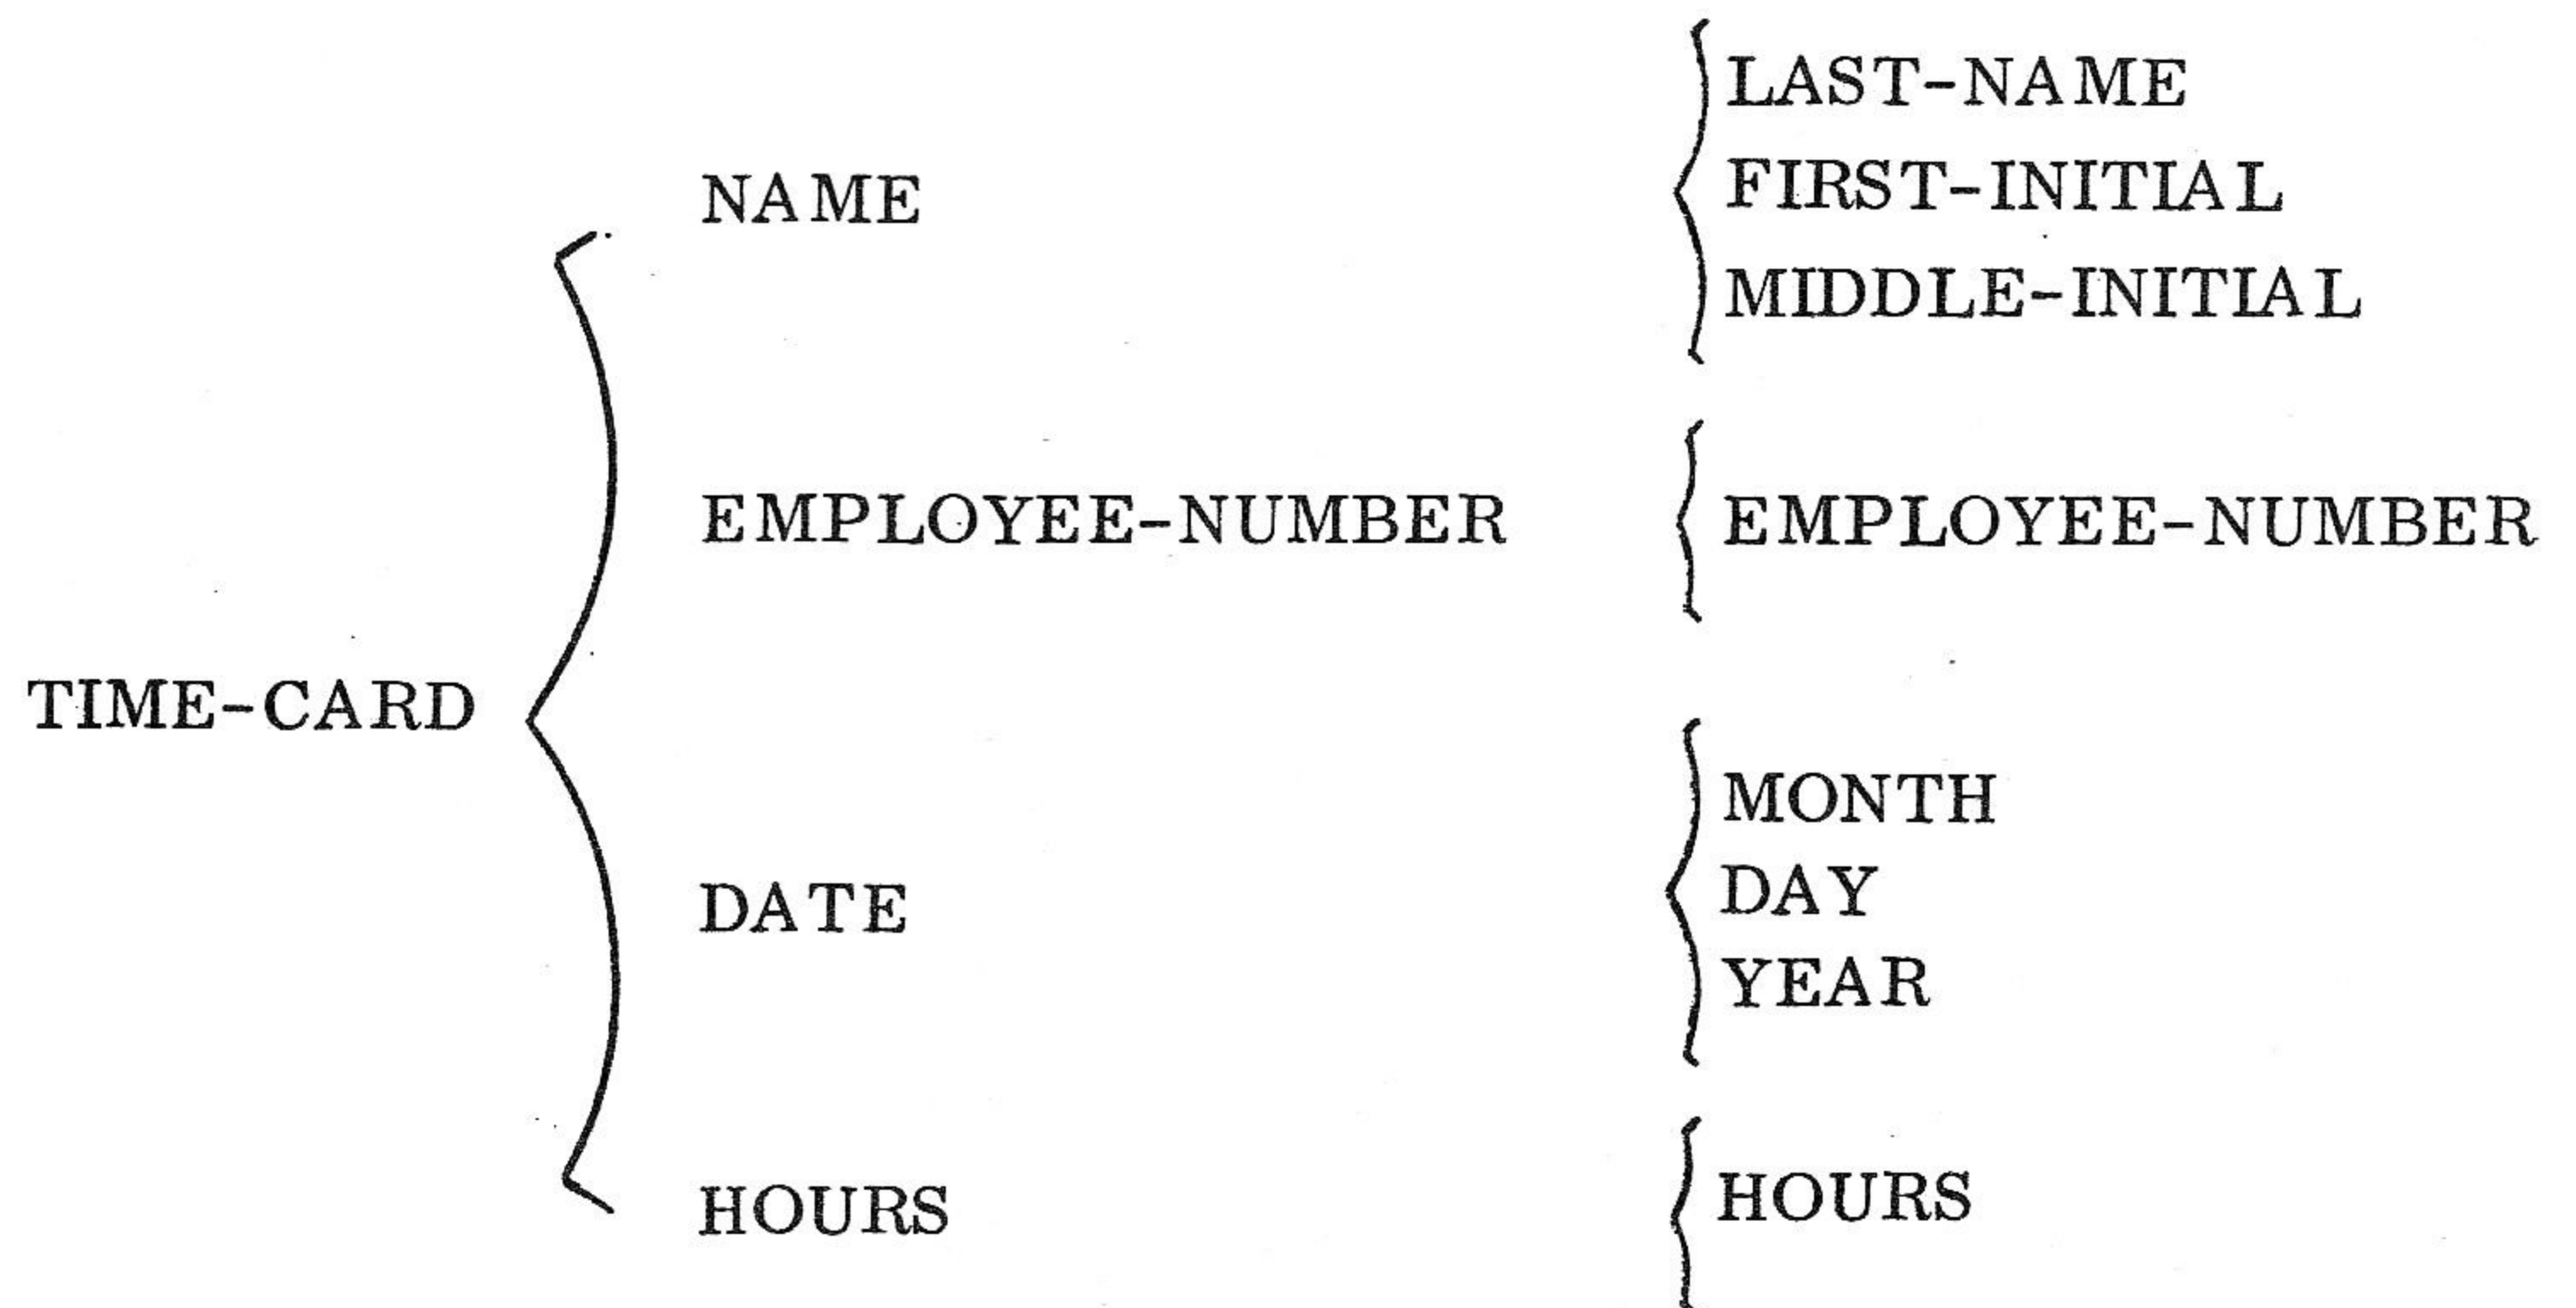 LAST-NAME
NAME
FIRST-INITIAL
MIDDLE-INITIAL
EMPLOYEE-NUMBER
EMPLOYEE-NUMBER
TIME-CARD
MONTH
DATE
DAY
YEAR
HOURS
HOURS